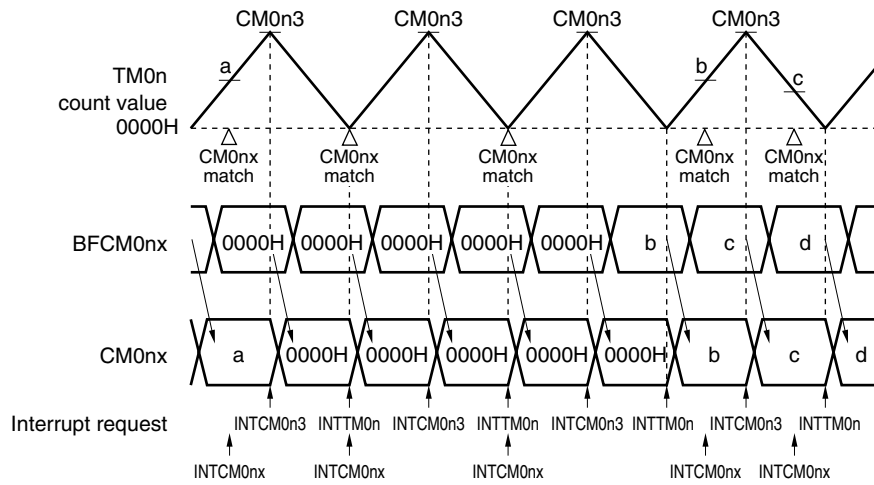 CM0n3 CM0n3 CM0n3 CM0n3
a b
TM0n c
count value
0000H
CM0nx CM0nx CM0nx CM0nx CM0nx
match match match match match
BFCM0nx 0000H 0000H 0000H 0000H 0000H b c d
CM0nx a 0000H 0000H 0000H 0000H 0000H b c d
Interrupt request INTCM0n3 INTTM0n INTCM0n3 INTTM0n INTCM0n3 INTTM0n INTCM0n3 INTTM0n
INTCM0nx INTCM0nx INTCM0nx INTCM0nx INTCM0nx